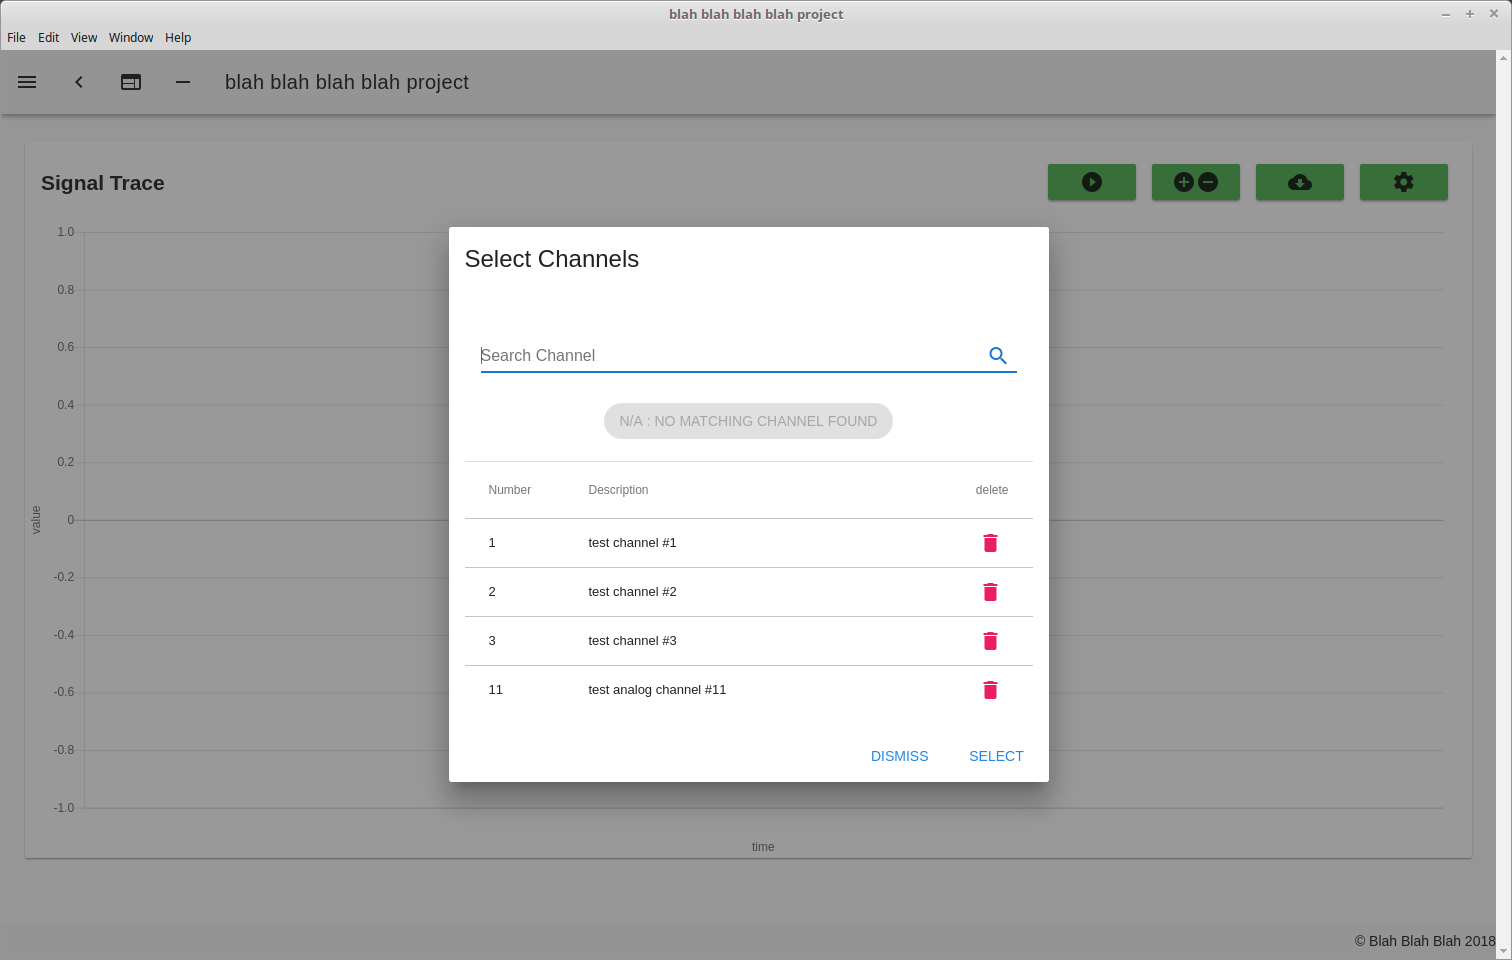 blah blah blah blah project
File Edit View Window Help
blah blah blah blah project
Signal Trace
1.0
0.8
0.6
0.4
0.2
0
-0.2
-0.4
-0.6
-0.8
-1.0
value
time
Select Channels
Search Channel
N/A : NO MATCHING CHANNEL FOUND
Number Description delete
1 test channel #1
2 test channel #2
3 test channel #3
11 test analog channel #11
DISMISS SELECT
© Blah Blah Blah 2018